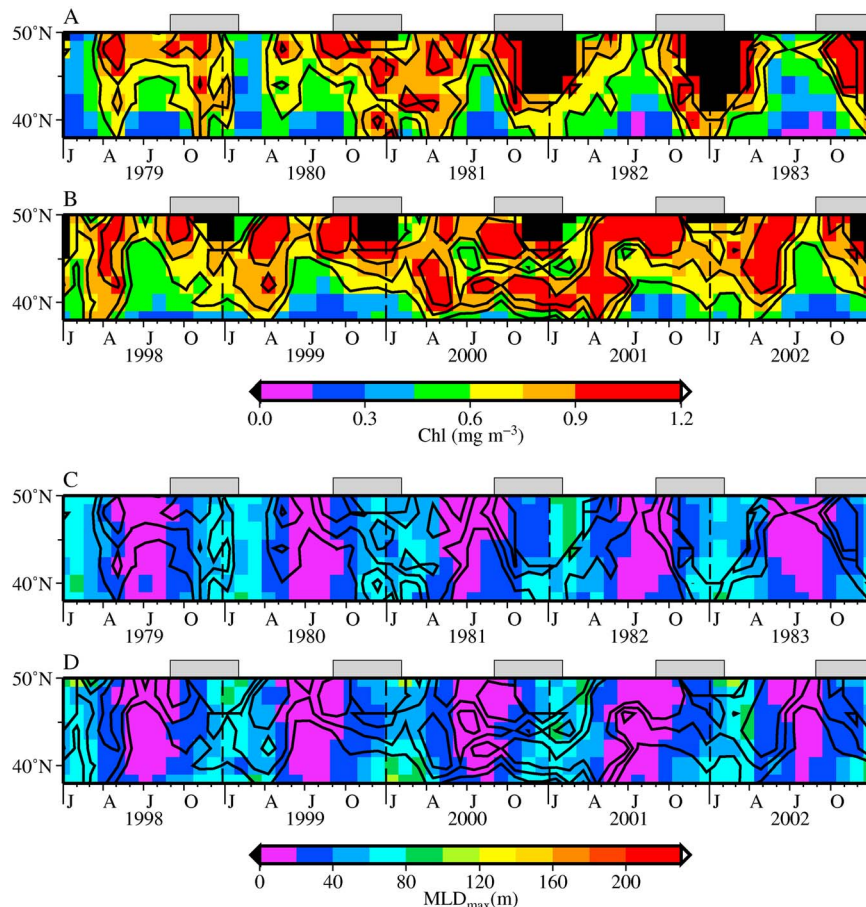 A
50°N
40°N
J A J O J A J O J A J O J A J O J A J O
1979 1980 1981 1982 1983
B
50°N
40°N
J A J O J A J O J A J O J A J O J A J O
1998 1999 2000 2001 2002
0.0 0.3 0.6 0.9 1.2
Chl (mg m⁻³)
C
50°N
40°N
J A J O J A J O J A J O J A J O J A J O
1979 1980 1981 1982 1983
D
50°N
40°N
J A J O J A J O J A J O J A J O J A J O
1998 1999 2000 2001 2002
0 40 80 120 160 200
MLDmax(m)